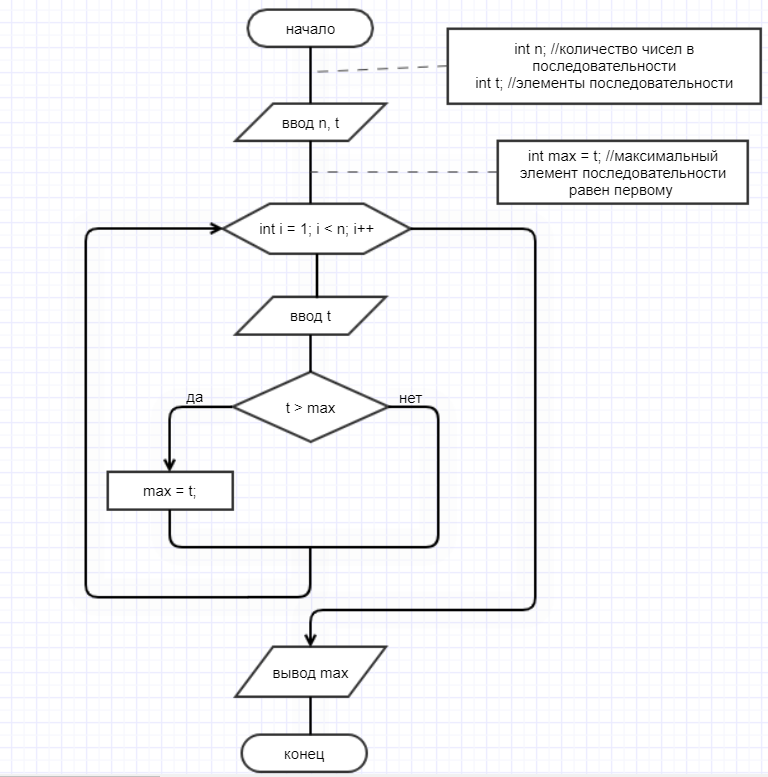 начало
int n; //количество чисел в
последовательности
int t; //элементы последовательности
ввод n, t
int max = t; //максимальный
элемент последовательности
равен первому
int i = 1; i < n; i++
ввод t
да
t > max
нет
max = t;
вывод max
конец